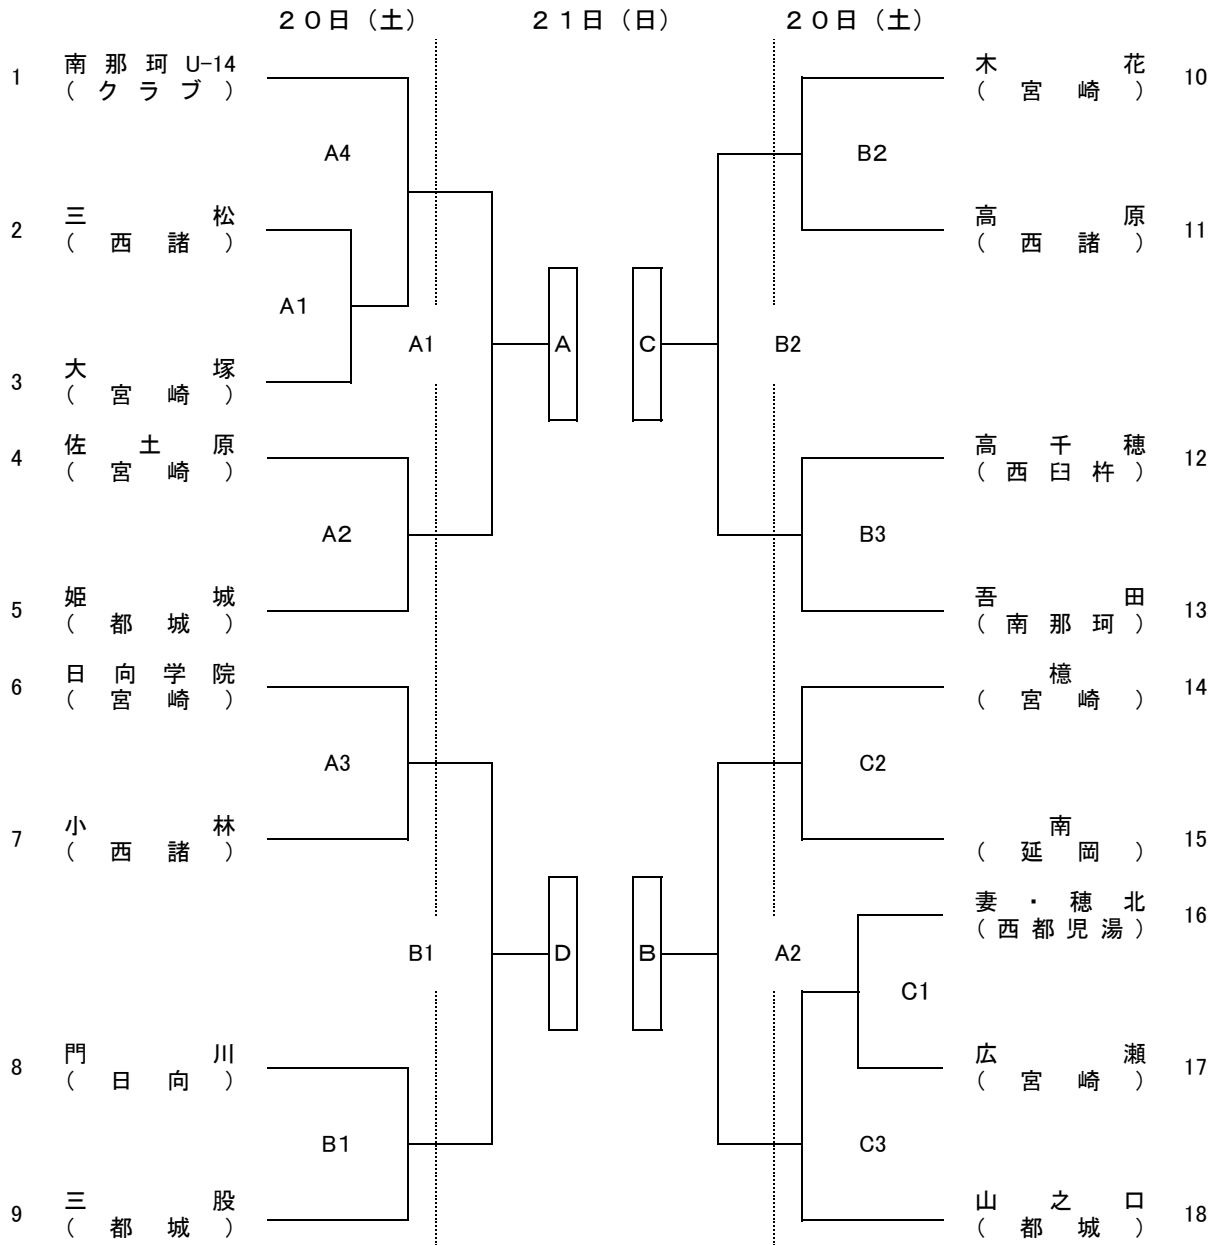 20日（土） 21日（日） 20日（土）
1 南那珂U-14
（クラブ）
A4
2 三松
（西諸）
A1
3 大塚
（宮崎）
A1
4 佐土原
（宮崎）
A2
5 姫城
（都城）
A
6 日向学院
（宮崎）
A3
7 小林
（西諸）
B1
8 門川
（日向）
B1
9 三股
（都城）
D
木花 10
（宮崎）
B2
高原 11
（西諸）
C
B2
高千穂 12
（西臼杵）
B3
吾田 13
（南那珂）
檍 14
（宮崎）
C2
南 15
（延岡）
妻・穂北 16
（西都児湯）
B
A2
C1
広瀬 17
（宮崎）
C3
山之口 18
（都城）